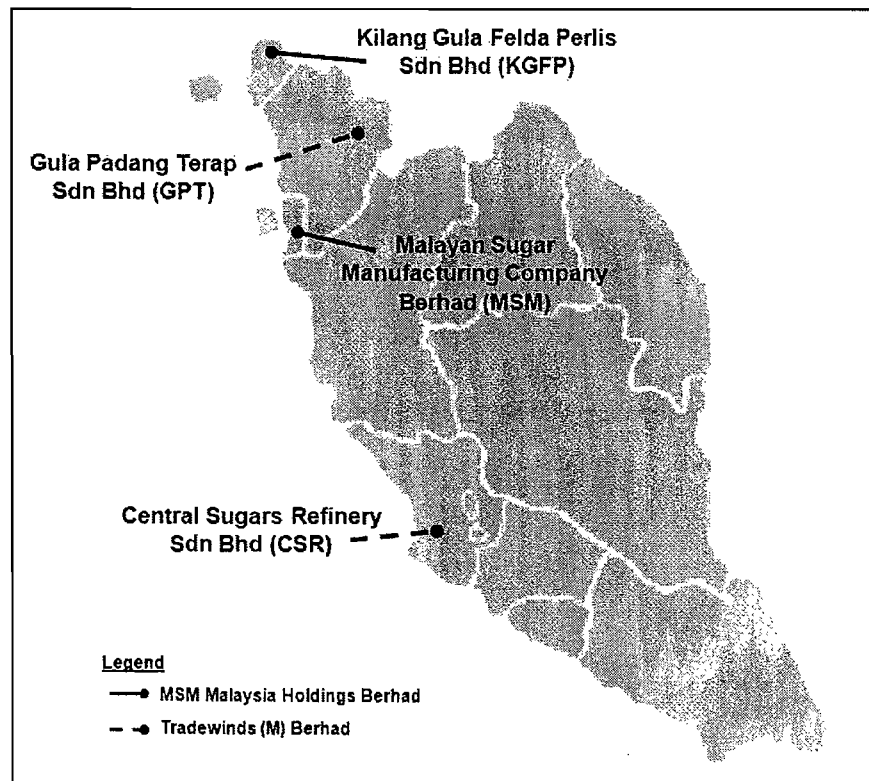 Kilang Gula Felda Perlis
Sdn Bhd (KGFP)
Gula Padang Terap
Sdn Bhd (GPT)
Malayan Sugar
Manufacturing Company
Berhad (MSM)
Central Sugars Refinery
Sdn Bhd (CSR)
Legend
MSM Malaysia Holdings Berhad
Tradewinds (M) Berhad